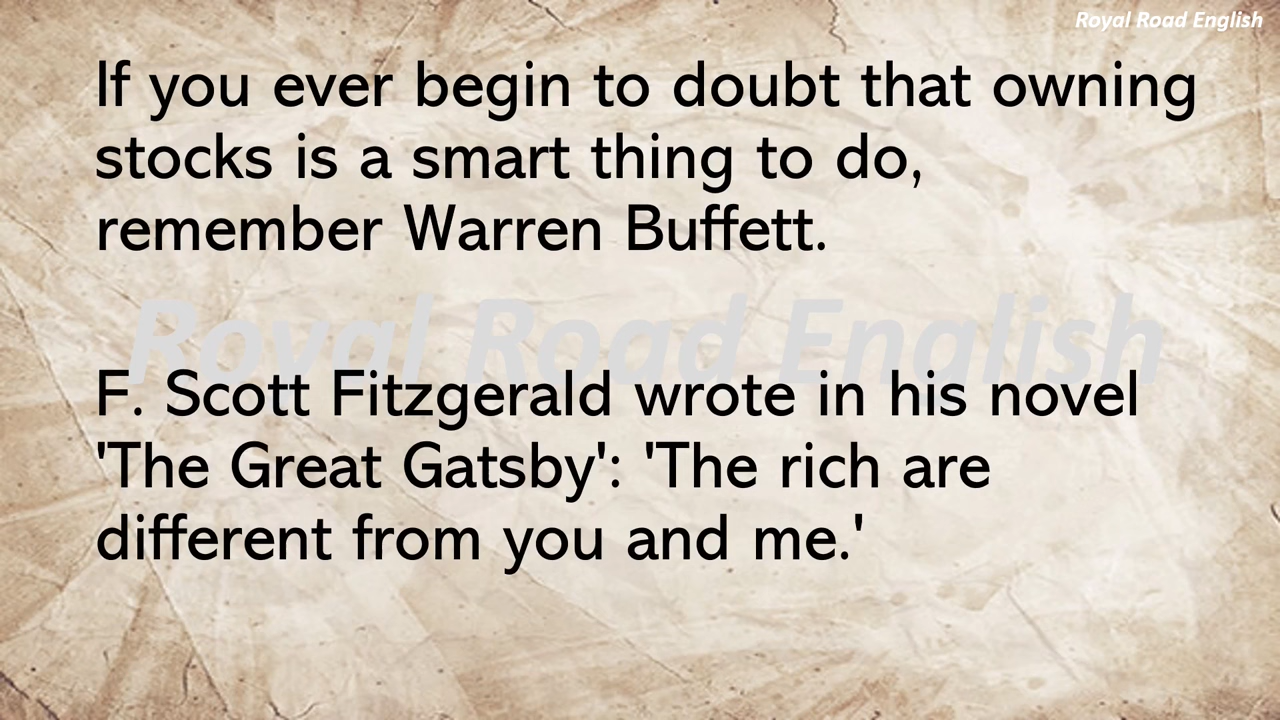 Royal Road English
If you ever begin to doubt that owning
stocks is a smart thing to do,
remember Warren Buffett.
Royal Road English
F. Scott Fitzgerald wrote in his novel
'The Great Gatsby': 'The rich are
different from you and me.'